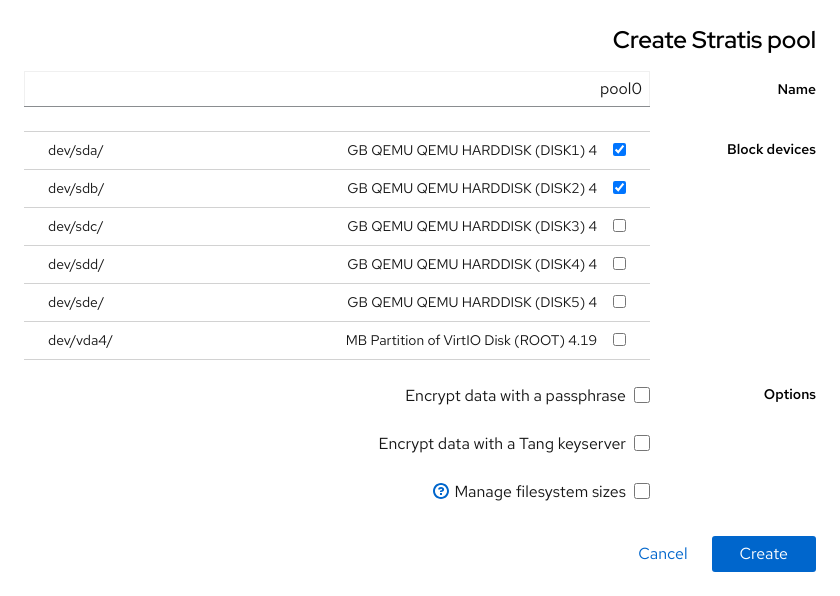 Create Stratis pool
Name
pool0
Block devices
GB QEMU QEMU HARDDISK (DISK1) 4
dev/sda/
GB QEMU QEMU HARDDISK (DISK2) 4
dev/sdb/
GB QEMU QEMU HARDDISK (DISK3) 4
dev/sdc/
GB QEMU QEMU HARDDISK (DISK4) 4
dev/sdd/
GB QEMU QEMU HARDDISK (DISK5) 4
dev/sde/
MB Partition of VirtIO Disk (ROOT) 4.19
dev/vda4/
Options
Encrypt data with a passphrase
Encrypt data with a Tang keyserver
Manage filesystem sizes
Create
Cancel